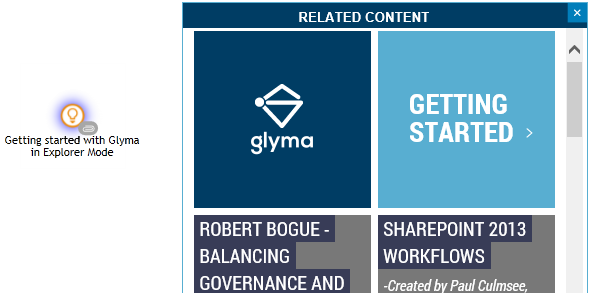 RELATED CONTENT
Getting started with Glyma
in Explorer Mode
glyma
GETTING
STARTED
ROBERT BOGUE -
BALANCING
GOVERNANCE AND
SHAREPOINT 2013
WORKFLOWS
-Created by Paul Culmsee,